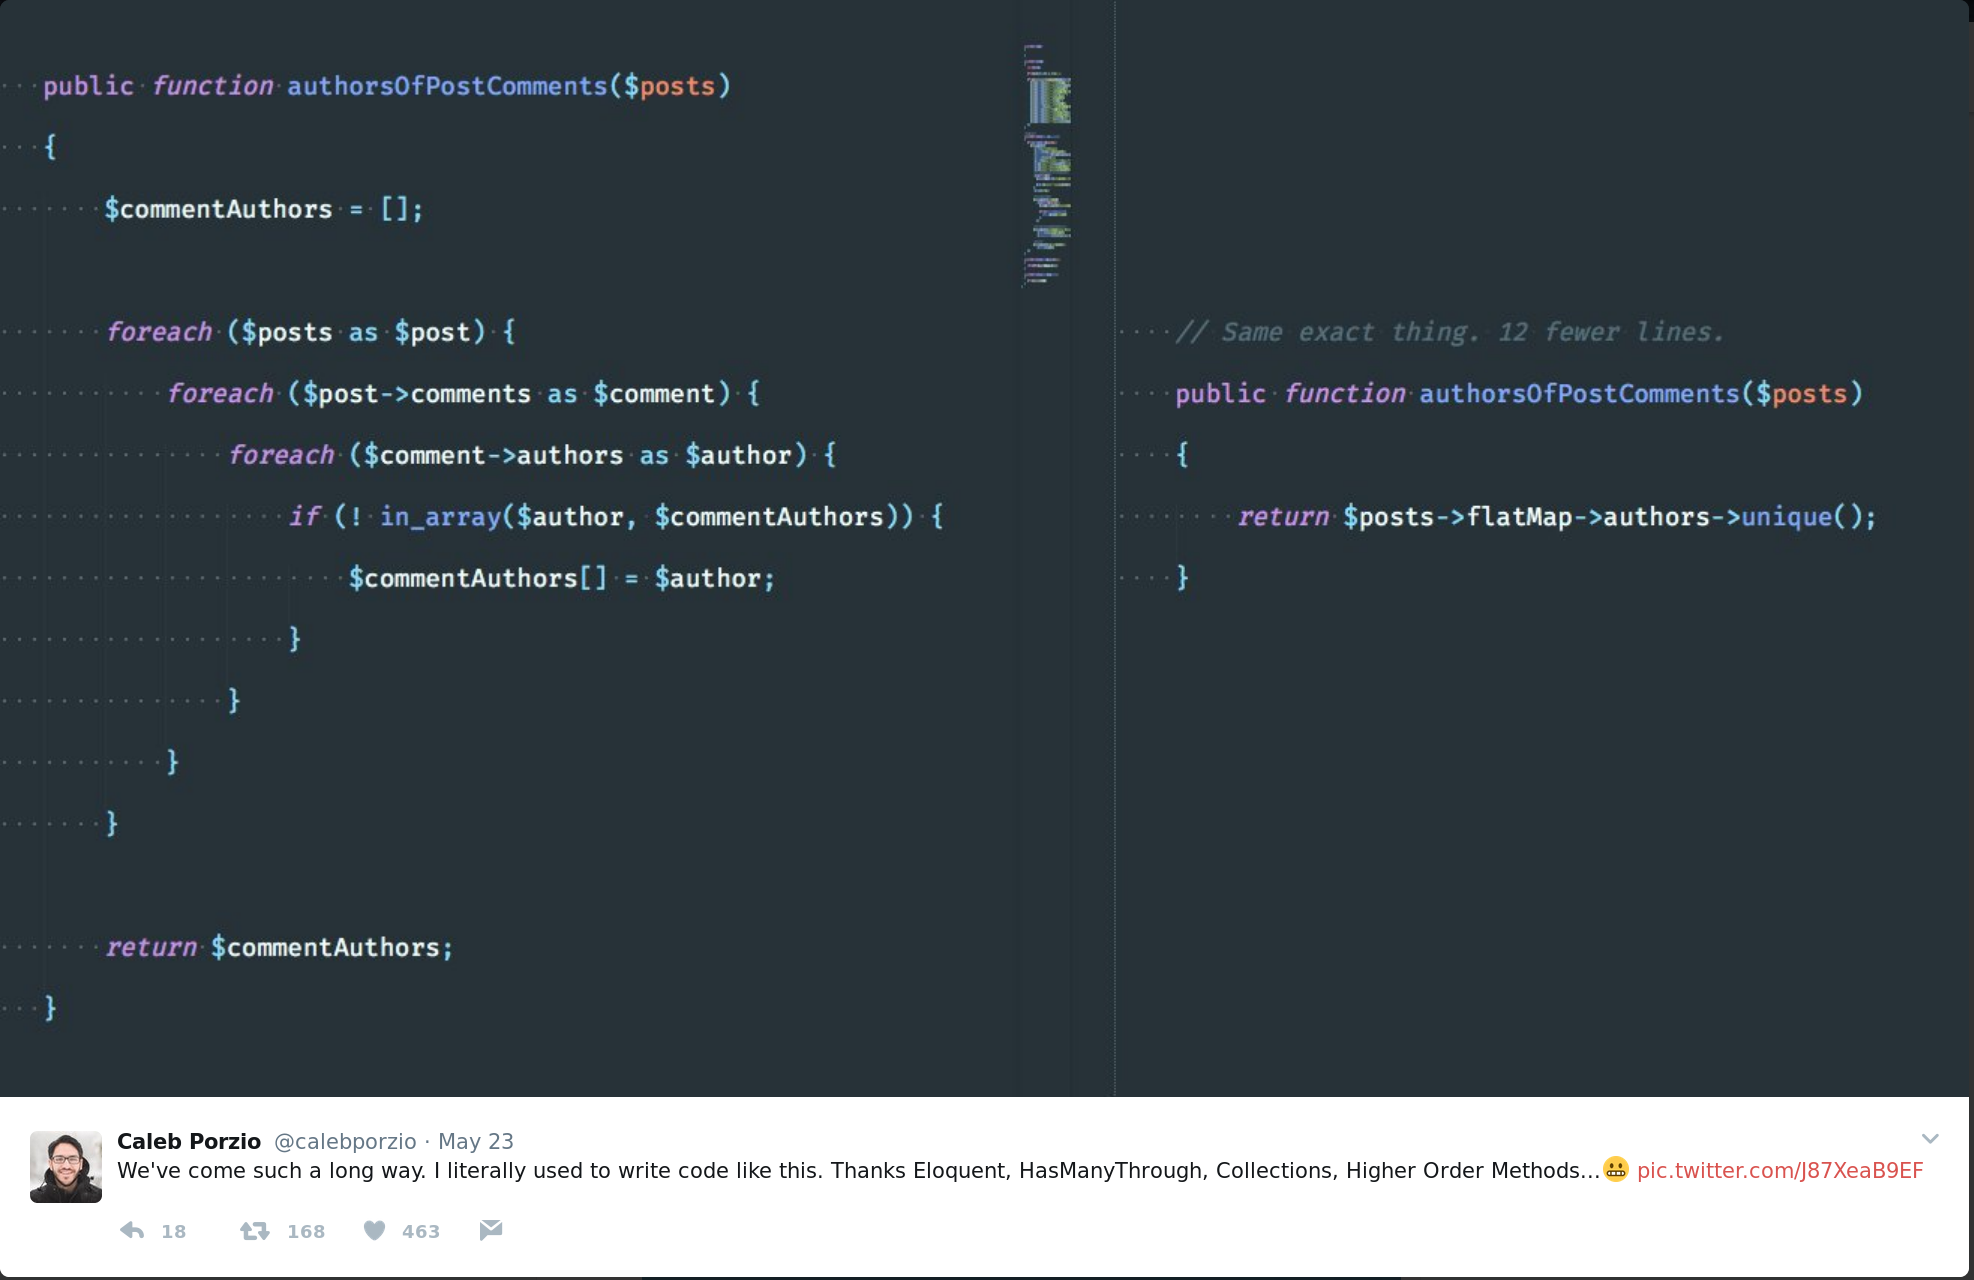 public function authorsOfPostComments($posts)
{
$commentAuthors = [];
foreach ($posts as $post) {
foreach ($post->comments as $comment) {
foreach ($comment->authors as $author) {
if (! in_array($author, $commentAuthors)) {
$commentAuthors[] = $author;
}
}
}
}
return $commentAuthors;
}
// Same exact thing. 12 fewer lines.
public function authorsOfPostComments($posts)
{
return $posts->flatMap->authors->unique();
}
Caleb Porzio @calebporzio · May 23
We've come such a long way. I literally used to write code like this. Thanks Eloquent, HasManyThrough, Collections, Higher Order Methods...😬 pic.twitter.com/J87XeaB9EF
18 168 463